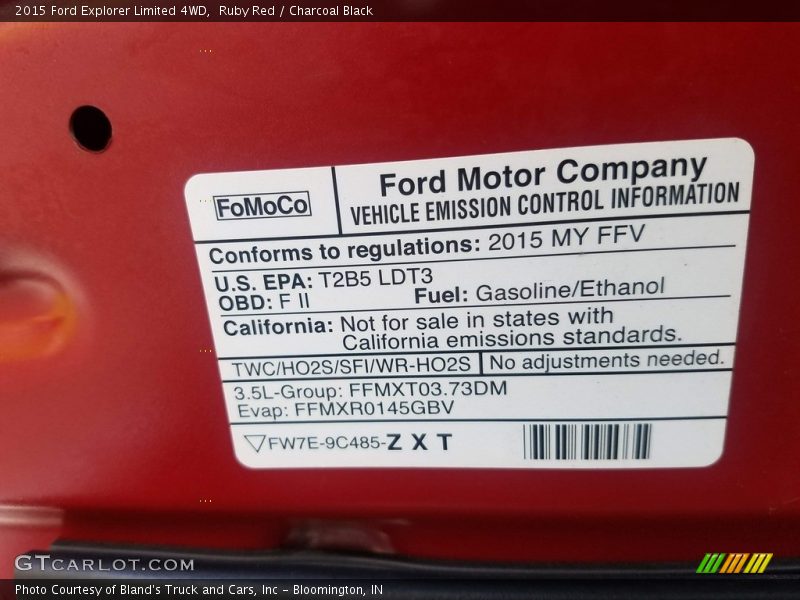 2015 Ford Explorer Limited 4WD, Ruby Red / Charcoal Black
FoMoCo
Ford Motor Company
VEHICLE EMISSION CONTROL INFORMATION
Conforms to regulations: 2015 MY FFV
U.S. EPA: T2B5 LDT3
OBD: F II Fuel: Gasoline/Ethanol
California: Not for sale in states with
California emissions standards.
TWC/HO2S/SFI/WR-HO2S No adjustments needed.
3.5L-Group: FFMXT03.73DM
Evap: FFMXR0145GBV
FW7E-9C485-Z X T
GTCARLOT.COM
Photo Courtesy of Bland's Truck and Cars, Inc - Bloomington, IN